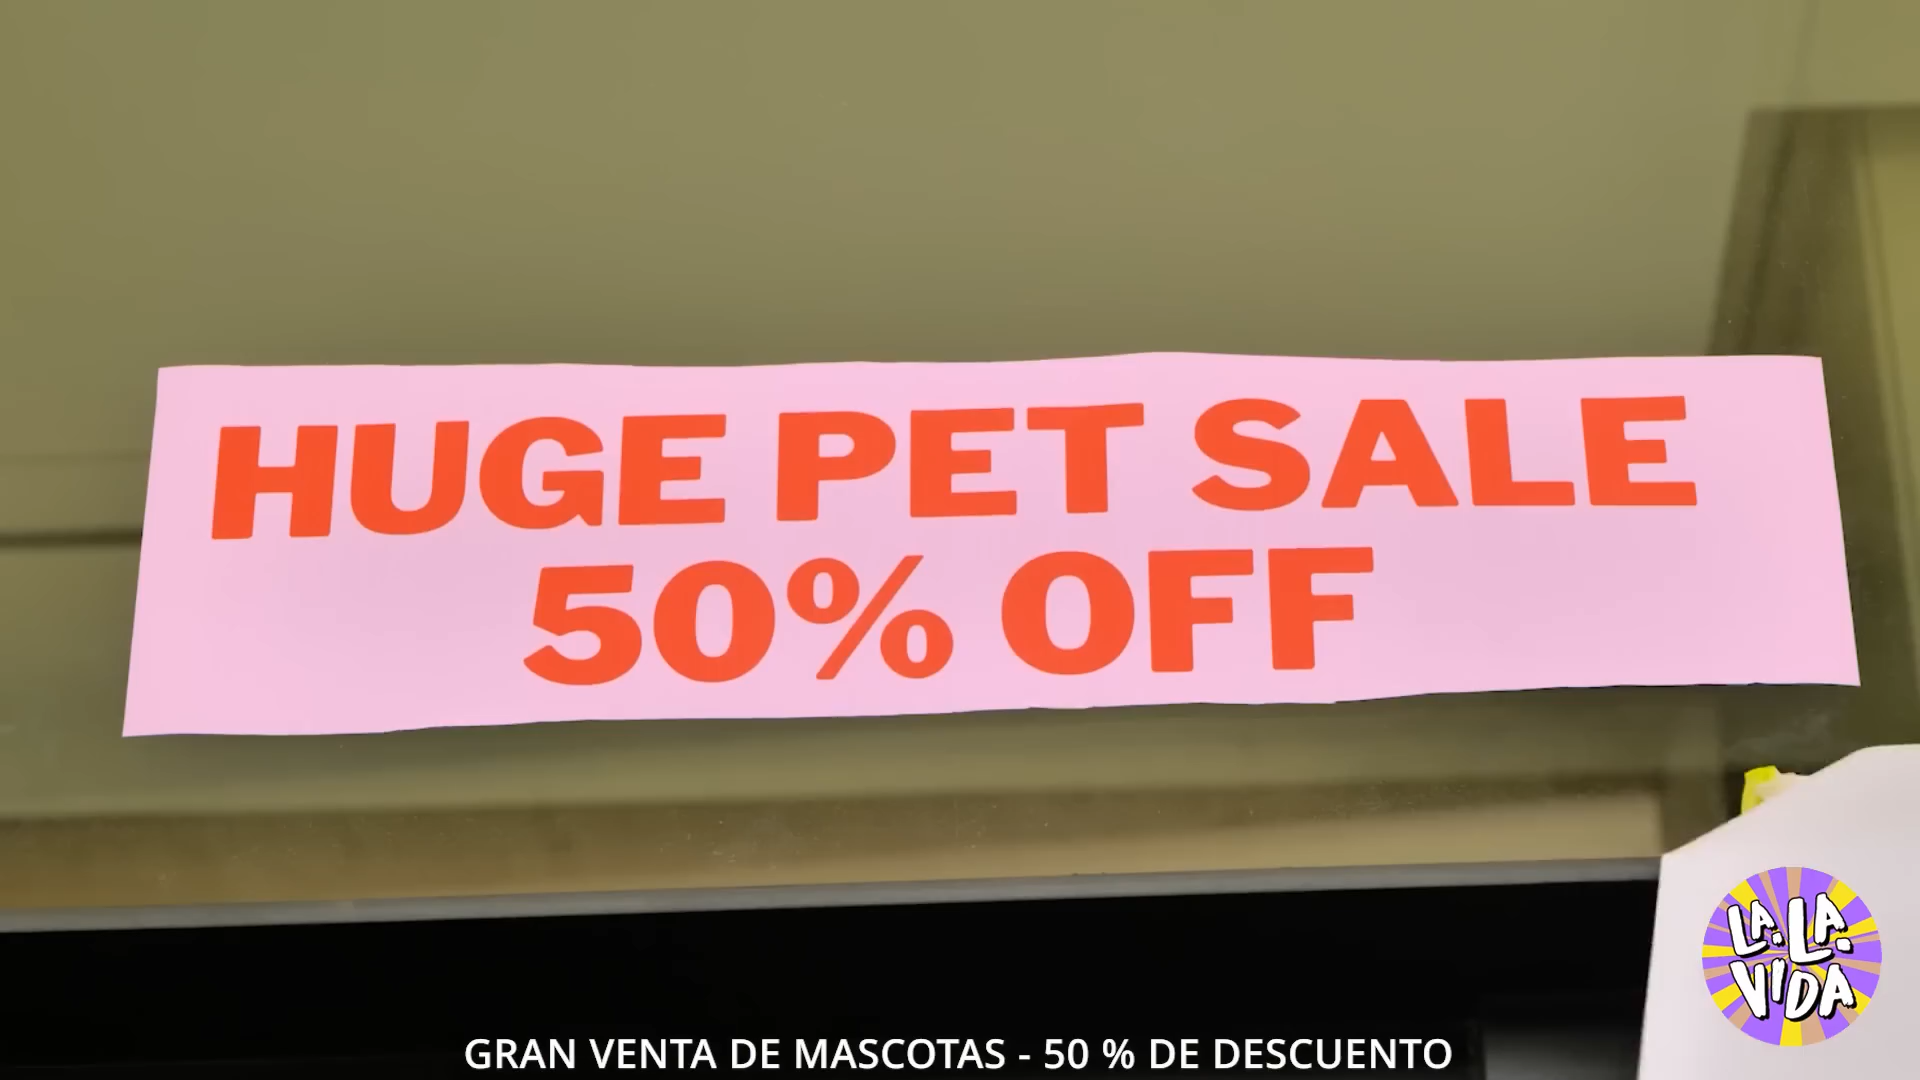 HUGE PET SALE
50% OFF
LA.LA.
VIDA
GRAN VENTA DE MASCOTAS - 50 % DE DESCUENTO